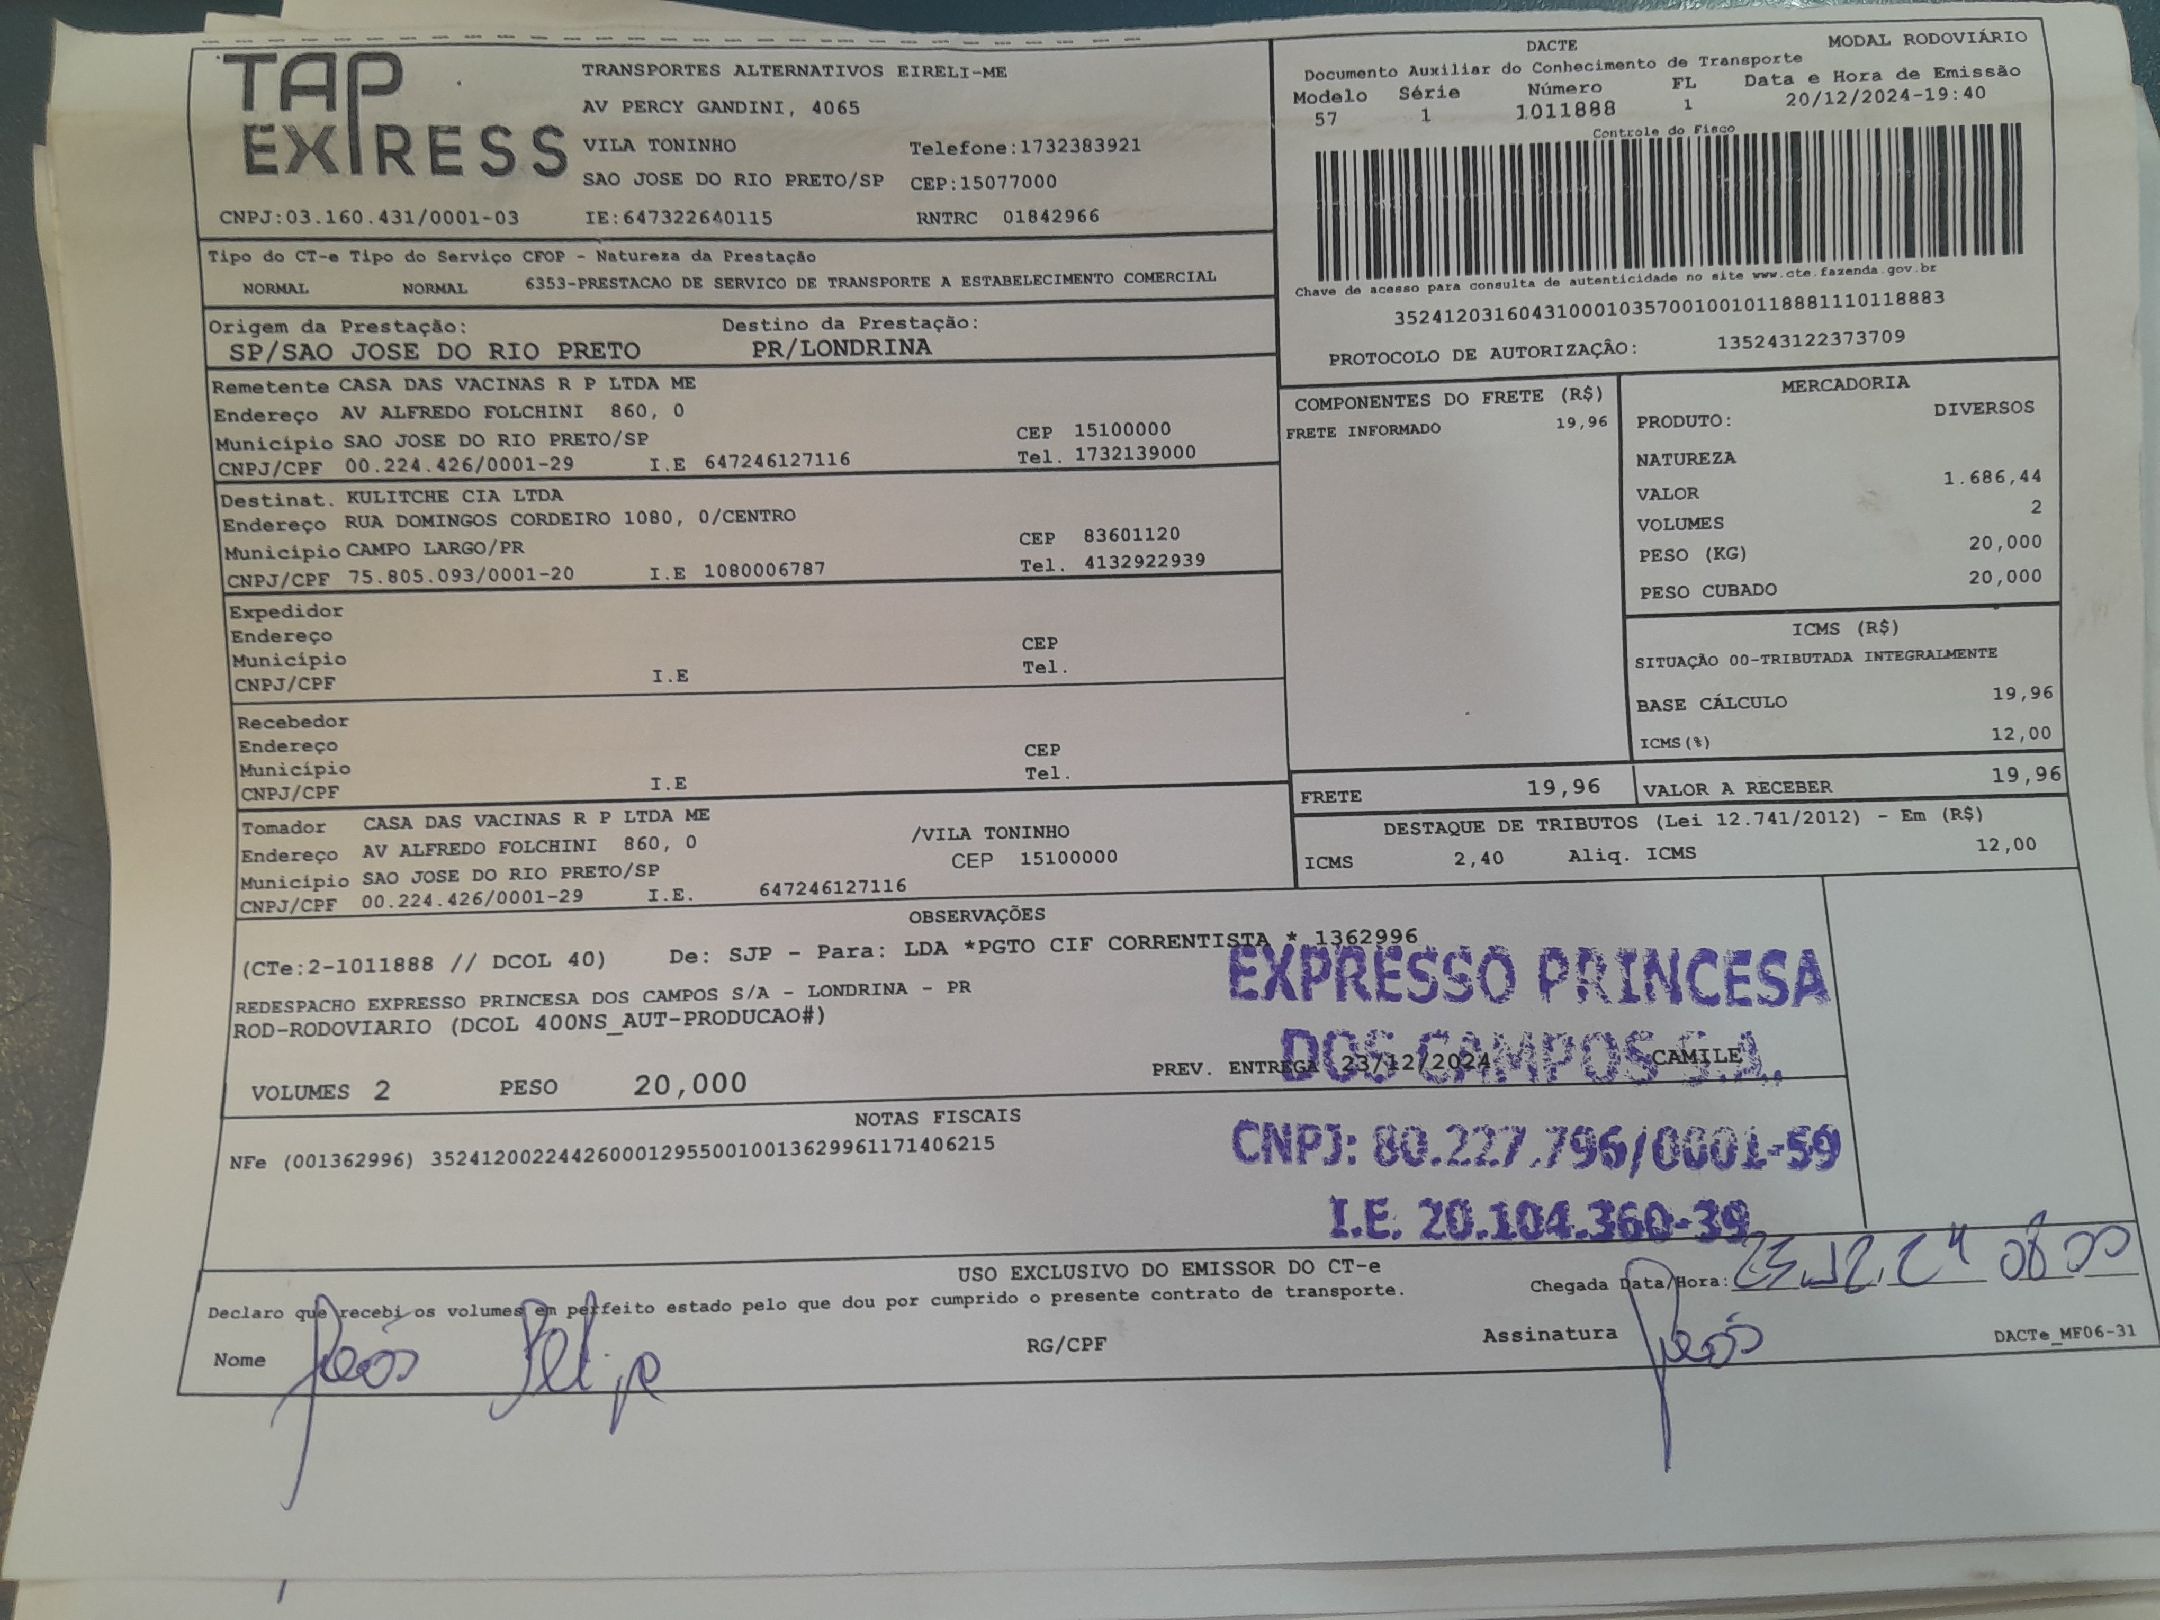 TAP
EXPRESS
TRANSPORTES ALTERNATIVOS EIRELI-ME
AV PERCY GANDINI, 4065
VILA TONINHO Telefone:1732383921
SAO JOSE DO RIO PRETO/SP CEP:15077000
CNPJ:03.160.431/0001-03 IE:647322640115 RNTRC 01842966
DACTE MODAL RODOVIÁRIO
Documento Auxiliar do Conhecimento de Transporte
Modelo Série Número FL Data e Hora de Emissão
57 1 1011888 1 20/12/2024-19:40
Controle do Fisco
Chave de acesso para consulta de autenticidade no site www.cte.fazenda.gov.br
35241203160431000103570010010118881110118883
PROTOCOLO DE AUTORIZAÇÃO: 135243122373709
Tipo do CT-e Tipo do Serviço CFOP - Natureza da Prestação
NORMAL NORMAL 6353-PRESTACAO DE SERVICO DE TRANSPORTE A ESTABELECIMENTO COMERCIAL
Origem da Prestação: Destino da Prestação:
SP/SAO JOSE DO RIO PRETO PR/LONDRINA
Remetente CASA DAS VACINAS R P LTDA ME
Endereço AV ALFREDO FOLCHINI 860, 0
Município SAO JOSE DO RIO PRETO/SP CEP 15100000
CNPJ/CPF 00.224.426/0001-29 I.E 647246127116 Tel. 1732139000
Destinat. KULITCHE CIA LTDA
Endereço RUA DOMINGOS CORDEIRO 1080, 0/CENTRO
Município CAMPO LARGO/PR CEP 83601120
CNPJ/CPF 75.805.093/0001-20 I.E 1080006787 Tel. 4132922939
Expedidor
Endereço
Município CEP
CNPJ/CPF I.E Tel.
Recebedor
Endereço
Município CEP
CNPJ/CPF I.E Tel.
Tomador CASA DAS VACINAS R P LTDA ME
Endereço AV ALFREDO FOLCHINI 860, 0 /VILA TONINHO
Município SAO JOSE DO RIO PRETO/SP CEP 15100000
CNPJ/CPF 00.224.426/0001-29 I.E. 647246127116
COMPONENTES DO FRETE (R$)
FRETE INFORMADO 19,96
MERCADORIA
PRODUTO: DIVERSOS
NATUREZA
VALOR 1.686,44
VOLUMES 2
PESO (KG) 20,000
PESO CUBADO 20,000
ICMS (R$)
SITUAÇÃO 00-TRIBUTADA INTEGRALMENTE
BASE CÁLCULO 19,96
ICMS(%) 12,00
FRETE 19,96 VALOR A RECEBER 19,96
DESTAQUE DE TRIBUTOS (Lei 12.741/2012) - Em (R$)
ICMS 2,40 Aliq. ICMS 12,00
OBSERVAÇÕES
(CTe:2-1011888 // DCOL 40) De: SJP - Para: LDA *PGTO CIF CORRENTISTA * 1362996
REDESPACHO EXPRESSO PRINCESA DOS CAMPOS S/A - LONDRINA - PR
ROD-RODOVIARIO (DCOL 400NS_AUT-PRODUCAO#)
VOLUMES 2 PESO 20,000 PREV. ENTREGA 23/12/2024 CAMILE
EXPRESSO PRINCESA
DOS CAMPOS S.A.
CNPJ: 80.227.796/0001-59
I.E. 20.104.360-39
NOTAS FISCAIS
NFe (001362996) 35241200224426000129550010013629961171406215
USO EXCLUSIVO DO EMISSOR DO CT-e
Declaro que recebi os volumes em perfeito estado pelo que dou por cumprido o presente contrato de transporte.
Chegada Data/Hora: 23.12.24 08 00
Nome Felipe RG/CPF Assinatura
DACTe_MF06-31